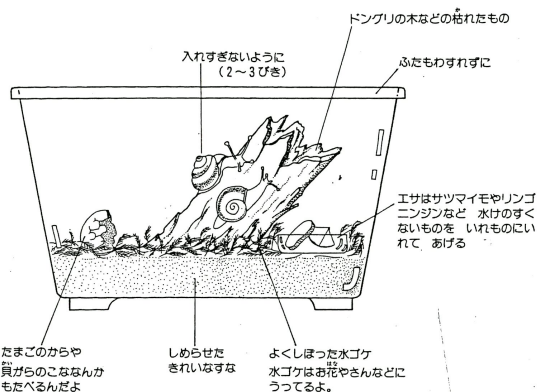 ドングリの木などの枯れたもの
入れすぎないように
(2～3びき)
ふたもわすれずに
エサはサツマイモやリンゴ
ニンジンなど 水けのすく
ないものを いれものにい
れて あげる
たまごのからや
貝がらのこななんか
もたべるんだよ
しめらせた
きれいなすな
よくしぼった水ゴケ
水ゴケはお花やさんなどに
うってるよ。